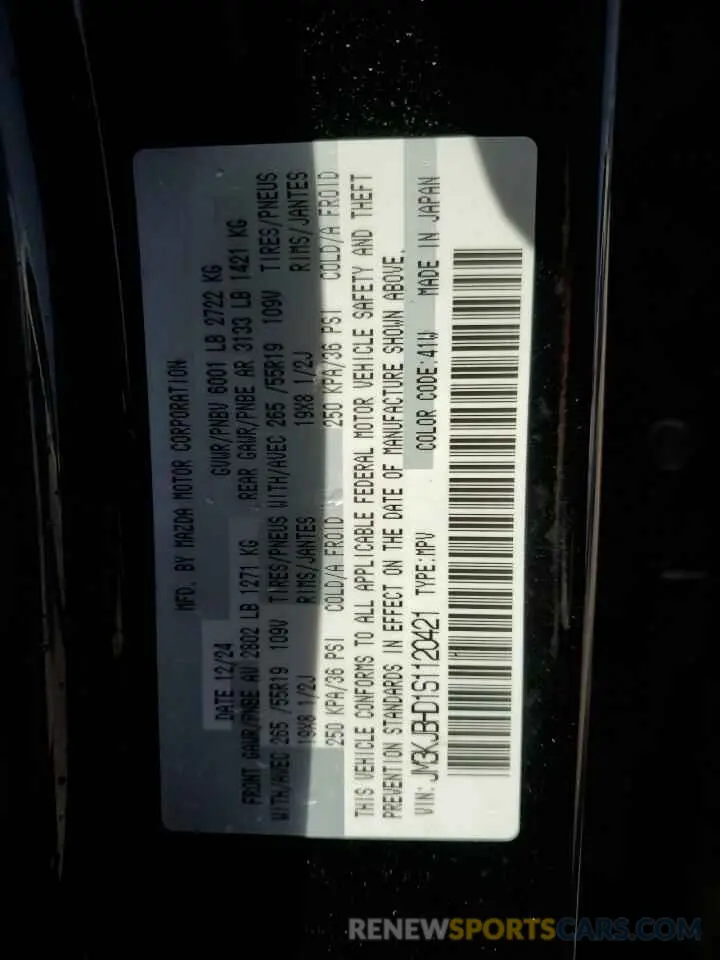 MFD. BY MAZDA MOTOR CORPORATION
DATE 12/24 GVWR/PNBV 6001 LB 2722 KG
FRONT GAWR/PNBE AV 2802 LB 1271 KG REAR GAWR/PNBE AR 3133 LB 1421 KG
WITH/AVEC 265 /55R19 109V TIRES/PNEUS WITH/AVEC 265 /55R19 109V TIRES/PNEUS
19X8 1/2J RIMS/JANTES 19X8 1/2J RIMS/JANTES
250 KPA/36 PSI COLD/A FROID 250 KPA/36 PSI COLD/A FROID
THIS VEHICLE CONFORMS TO ALL APPLICABLE FEDERAL MOTOR VEHICLE SAFETY AND THEFT
PREVENTION STANDARDS IN EFFECT ON THE DATE OF MANUFACTURE SHOWN ABOVE.
VIN: JM3KJBHD1S1120421 TYPE:MPV COLOR CODE:41W MADE IN JAPAN
RENEWSPORTSCARS.COM